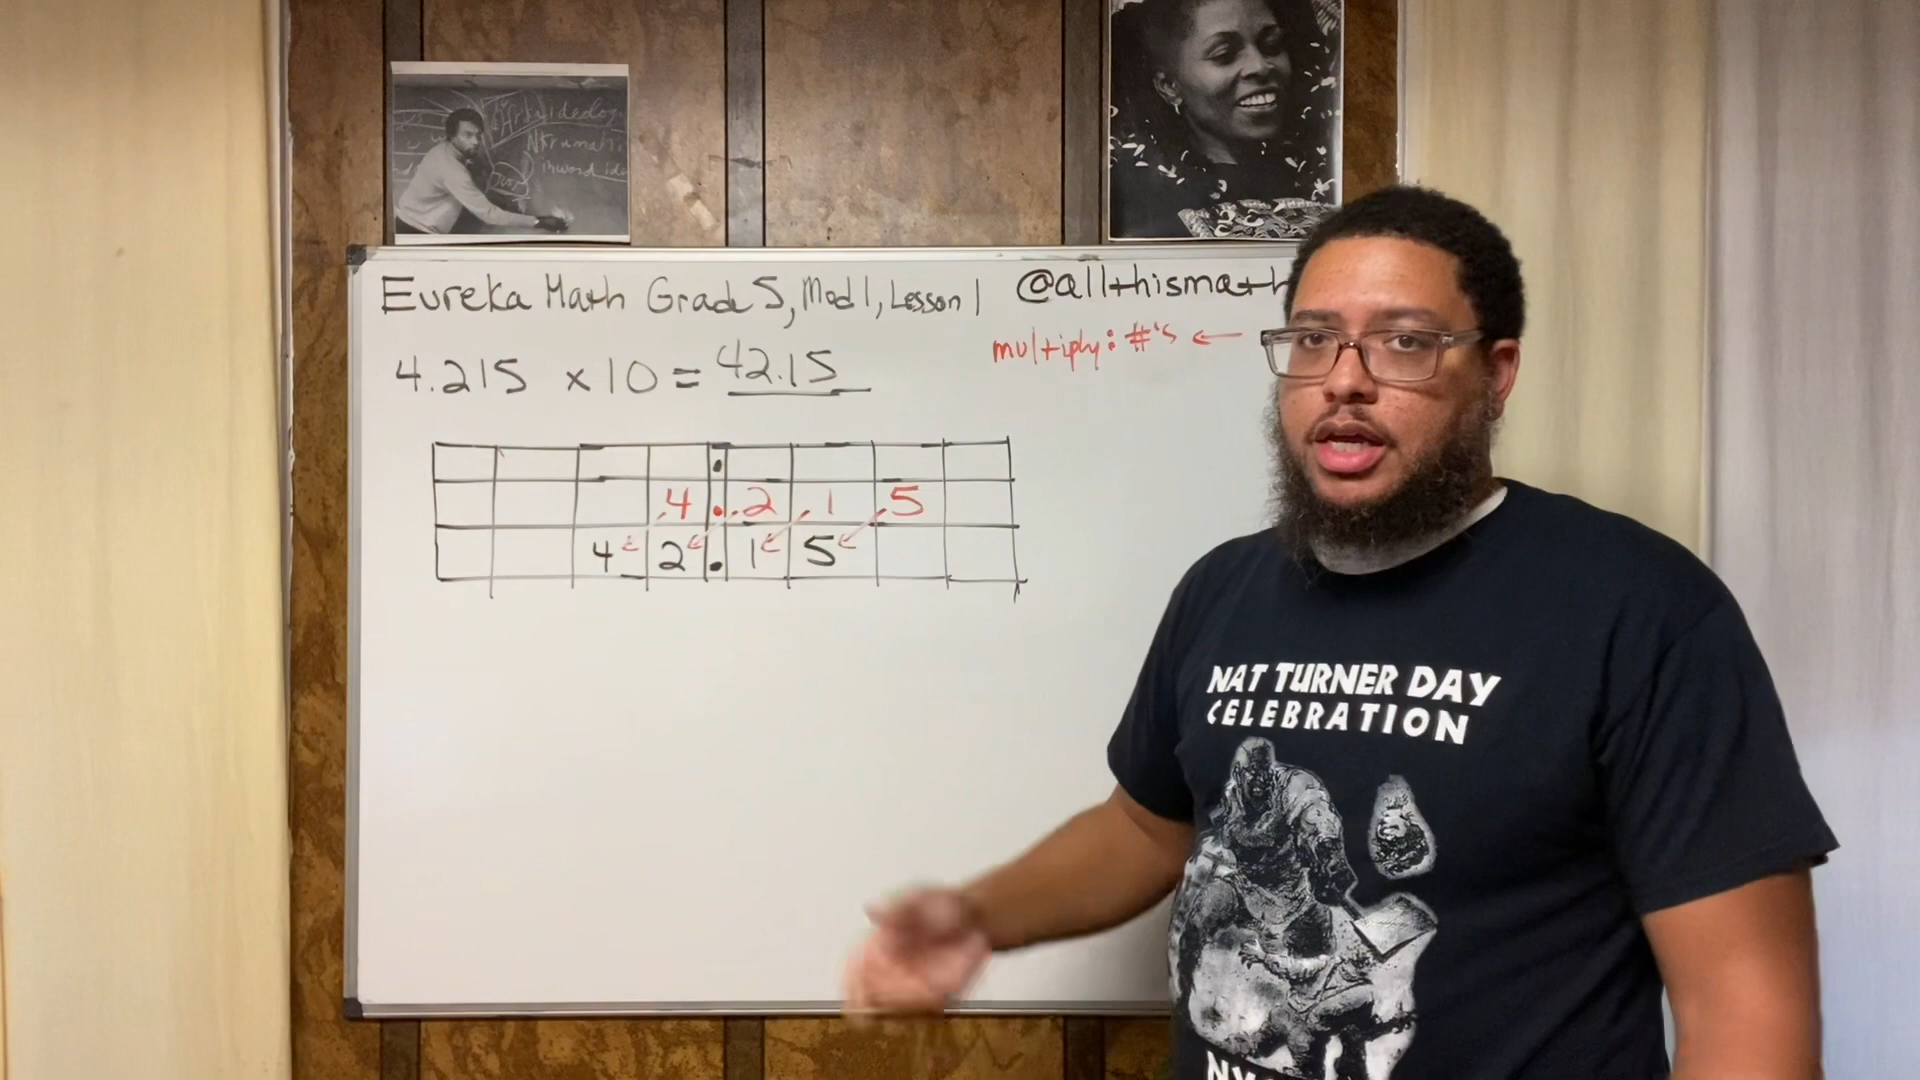 Eureka Math Grade 5, Mod 1, Lesson 1
@allthismath
multiply: #'s ←
4.215 x 10 = 42.15
4 . 2 1 5
4 2 . 1 5
NAT TURNER DAY
CELEBRATION